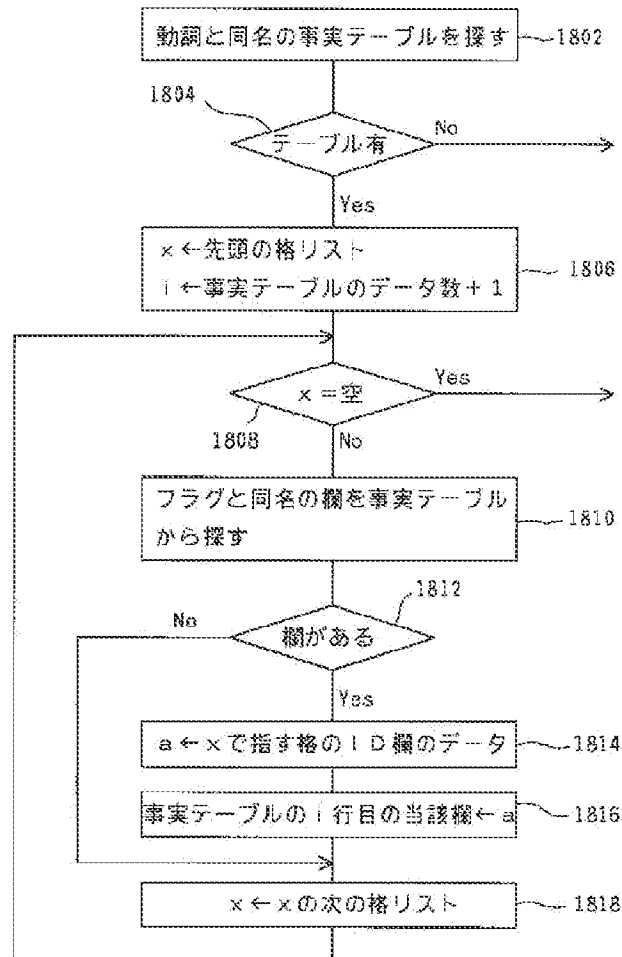 動詞と同名の事実テーブルを探す
1802
1804
テーブル有
No
Yes
x←先頭の格リスト
i←事実テーブルのデータ数+1
1806
x=空
Yes
1808
No
フラグと同名の欄を事実テーブル
から探す
1810
1812
欄がある
No
Yes
a←xで指す格のID欄のデータ
1814
事実テーブルのi行目の当該欄←a
1816
x←xの次の格リスト
1818